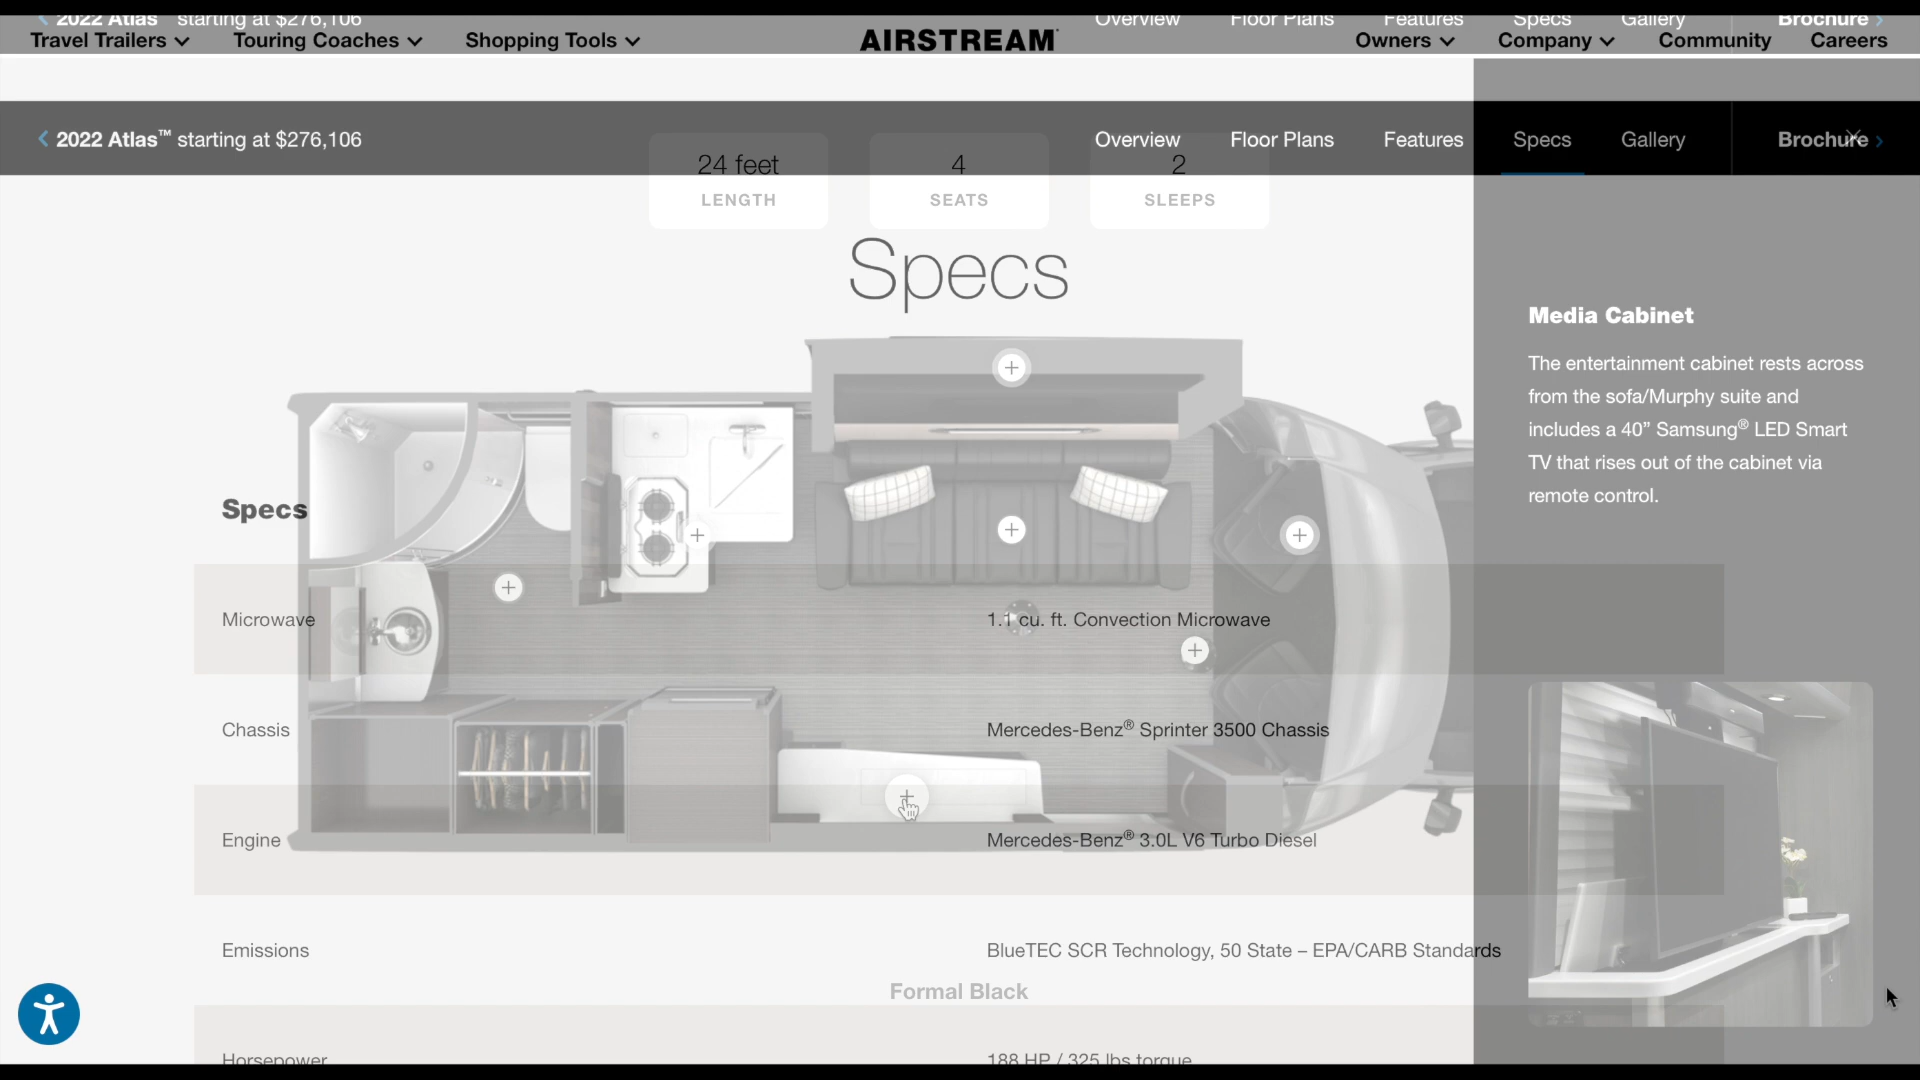 2022 Atlas starting at $276,106 Overview Floor Plans Features Specs Gallery Brochure
Travel Trailers Touring Coaches Shopping Tools AIRSTREAM Owners Company Community Careers
2022 Atlas™ starting at $276,106 Overview Floor Plans Features Specs Gallery Brochure
24 feet 4 2
LENGTH SEATS SLEEPS
Specs
Media Cabinet
The entertainment cabinet rests across
from the sofa/Murphy suite and
includes a 40” Samsung® LED Smart
TV that rises out of the cabinet via
remote control.
Specs
Microwave 1.1 cu. ft. Convection Microwave
Chassis Mercedes-Benz® Sprinter 3500 Chassis
Engine Mercedes-Benz® 3.0L V6 Turbo Diesel
Emissions BlueTEC SCR Technology, 50 State – EPA/CARB Standards
Formal Black
Horsepower 188 HP / 325 lbs torque